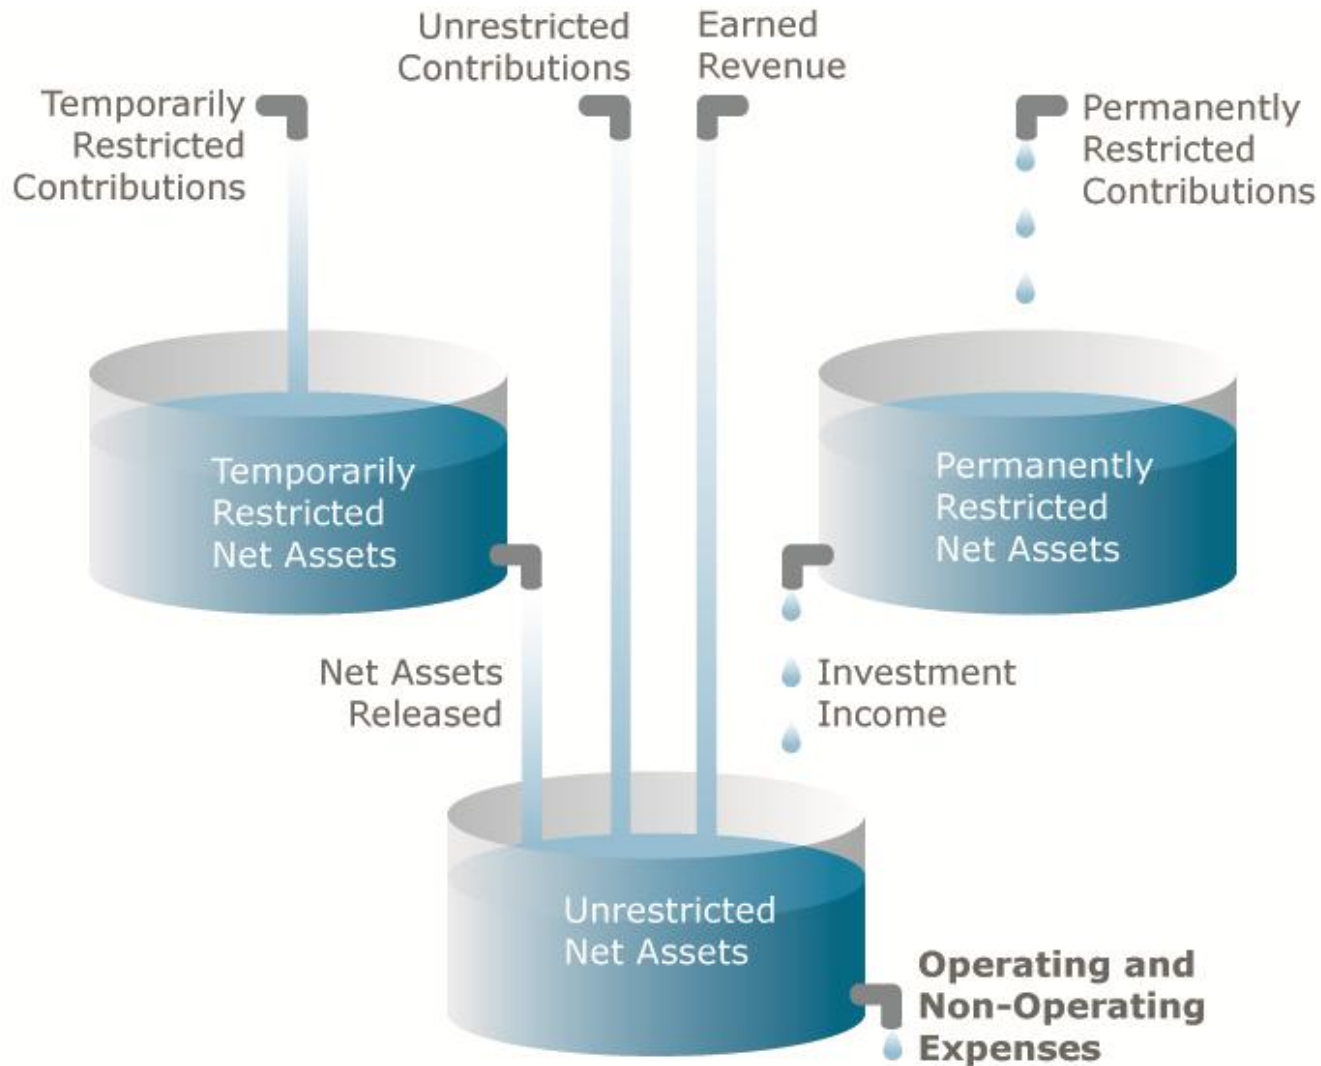 Unrestricted
Contributions
Earned
Revenue
Temporarily
Restricted
Contributions
Permanently
Restricted
Contributions
Temporarily
Restricted
Net Assets
Permanently
Restricted
Net Assets
Net Assets
Released
Investment
Income
Unrestricted
Net Assets
Operating and
Non-Operating
Expenses